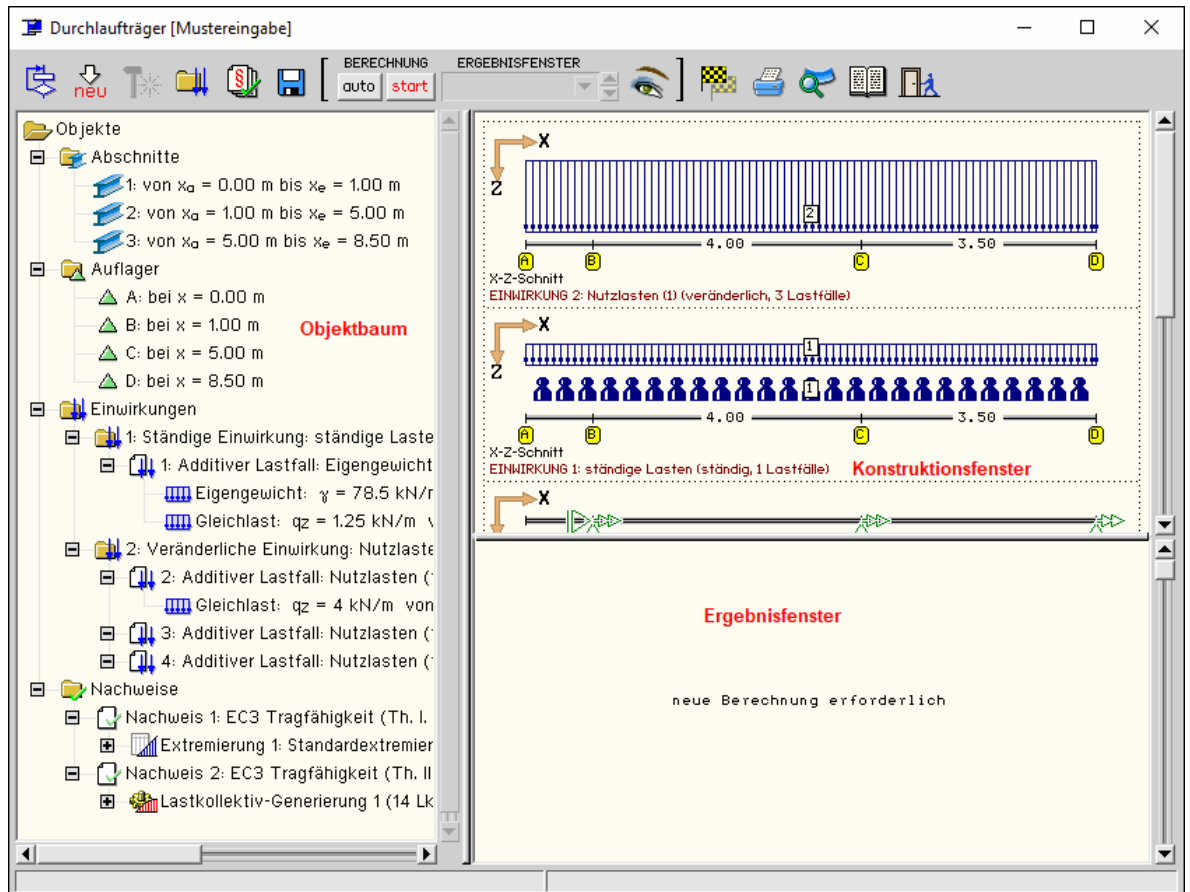 Durchlaufträger [Mustereingabe]
neu
BERECHNUNG
auto start
ERGEBNISFENSTER
Objekte
Abschnitte
1: von xa = 0.00 m bis xe = 1.00 m
2: von xa = 1.00 m bis xe = 5.00 m
3: von xa = 5.00 m bis xe = 8.50 m
Auflager
A: bei x = 0.00 m
B: bei x = 1.00 m
C: bei x = 5.00 m
D: bei x = 8.50 m
Objektbaum
Einwirkungen
1: Ständige Einwirkung: ständige Laste
1: Additiver Lastfall: Eigengewicht
Eigengewicht: γ = 78.5 kN/
Gleichlast: qz = 1.25 kN/m
2: Veränderliche Einwirkung: Nutzlaste
2: Additiver Lastfall: Nutzlasten (
Gleichlast: qz = 4 kN/m von
3: Additiver Lastfall: Nutzlasten (
4: Additiver Lastfall: Nutzlasten (
Nachweise
Nachweis 1: EC3 Tragfähigkeit (Th. I.
Extremierung 1: Standardextremier
Nachweis 2: EC3 Tragfähigkeit (Th. II
Lastkollektiv-Generierung 1 (14 Lk
X
Z
2
4.00 3.50
A B C D
X-Z-Schnitt
EINWIRKUNG 2: Nutzlasten (1) (veränderlich, 3 Lastfälle)
X
Z
1
1
4.00 3.50
A B C D
X-Z-Schnitt
EINWIRKUNG 1: ständige Lasten (ständig, 1 Lastfälle)
Konstruktionsfenster
X
Ergebnisfenster
neue Berechnung erforderlich